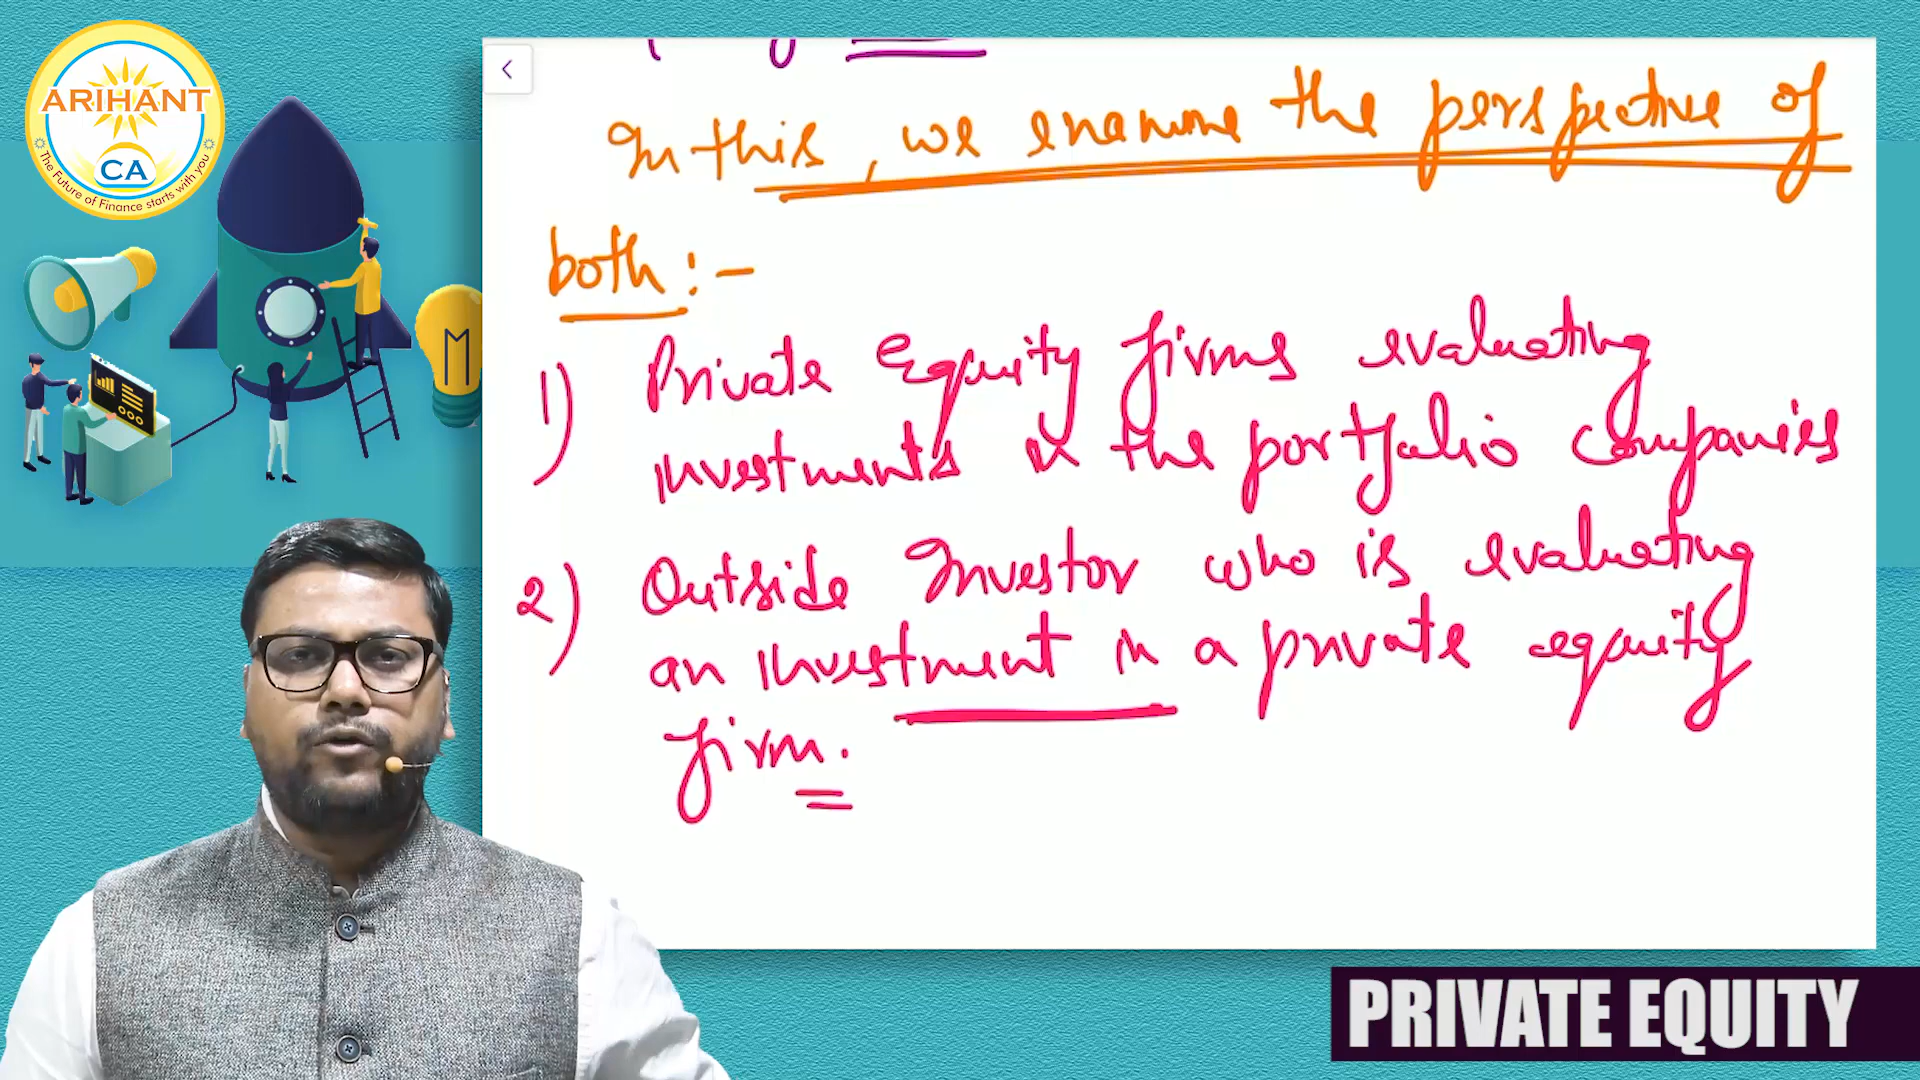 ARIHANT
CA
The Future of Finance starts with you
In this, we examine the perspective of
both:-
1) Private Equity firms evaluating
investments in the portfolio companies
2) Outside Investor who is evaluating
an investment in a private equity
firm.
PRIVATE EQUITY